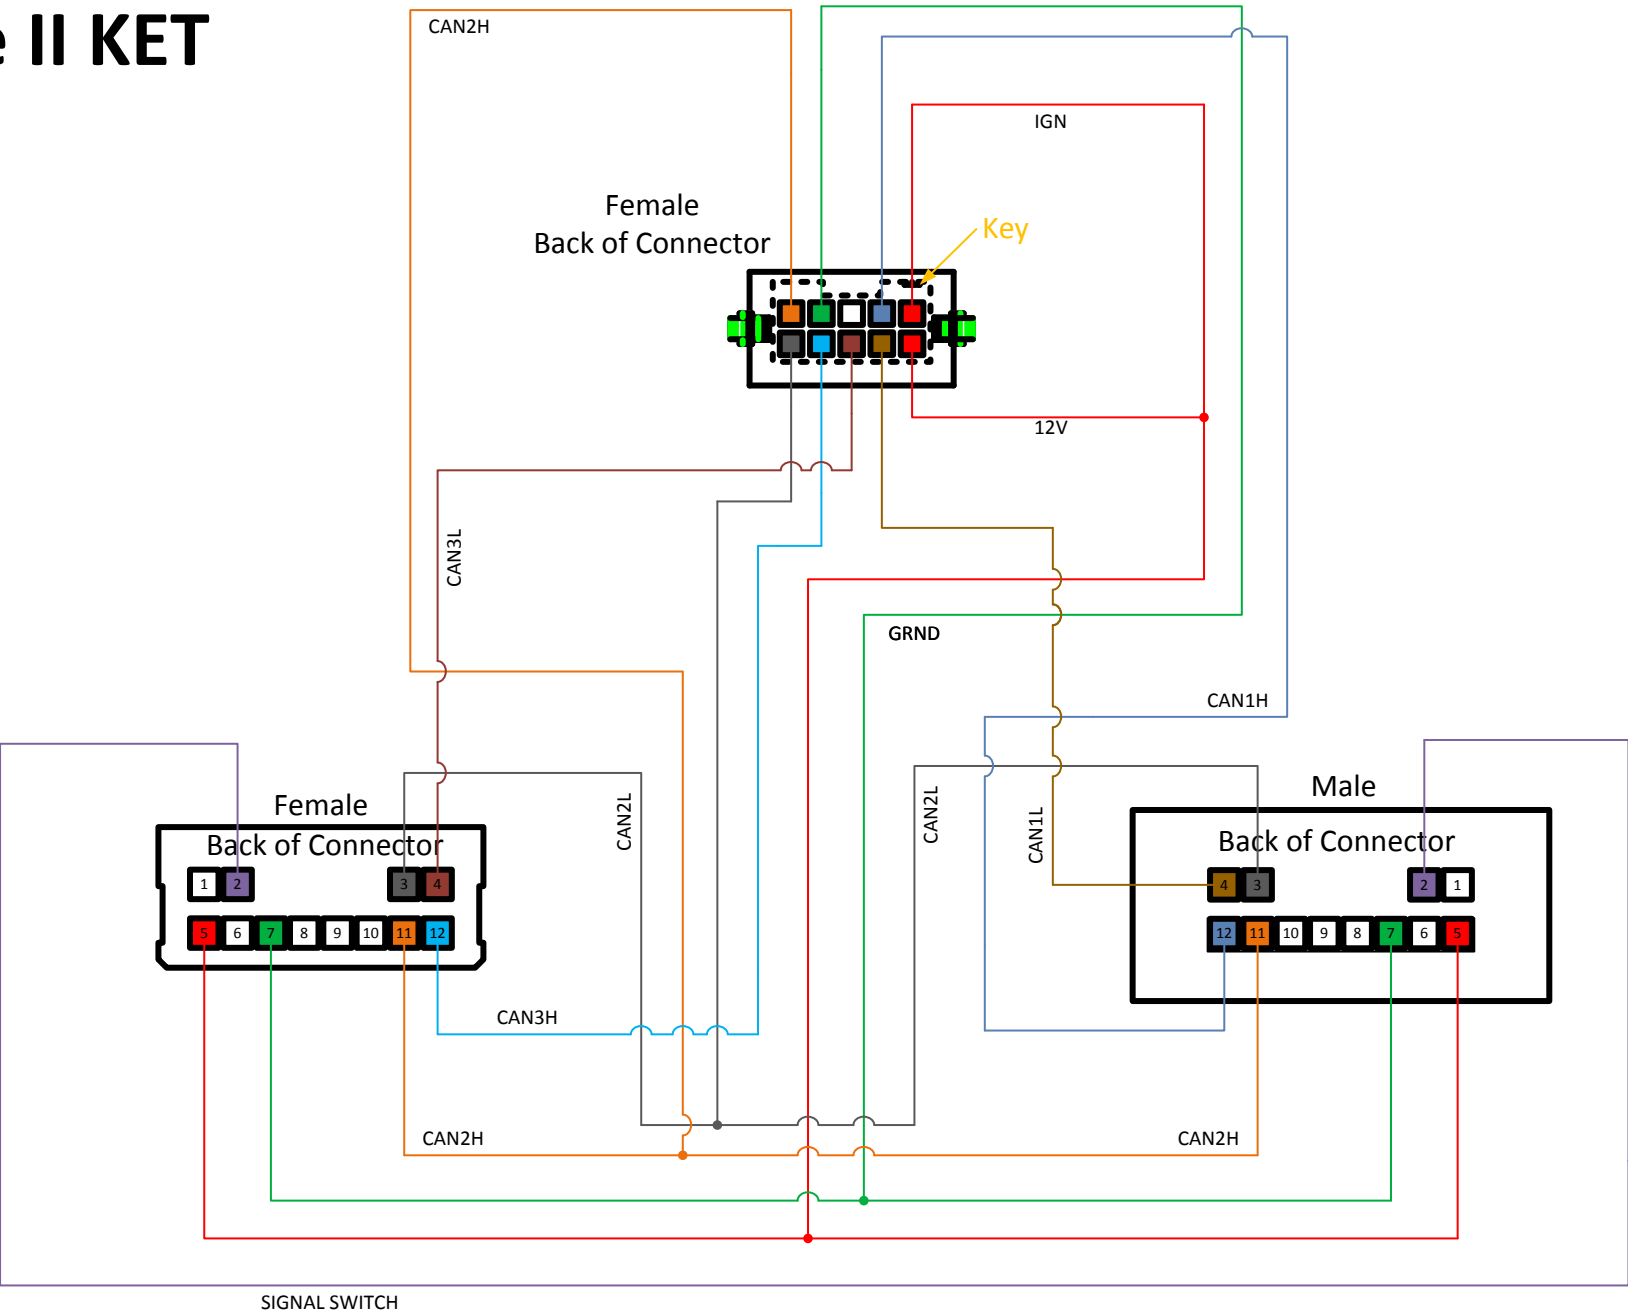 e II KET
CAN2H
IGN
Female
Back of Connector
Key
12V
CAN3L
GRND
CAN1H
CAN2L
CAN2L
CAN1L
Female
Back of Connector
1 2 3 4
5 6 7 8 9 10 11 12
Male
Back of Connector
4 3 2 1
12 11 10 9 8 7 6 5
CAN3H
CAN2H
CAN2H
SIGNAL SWITCH